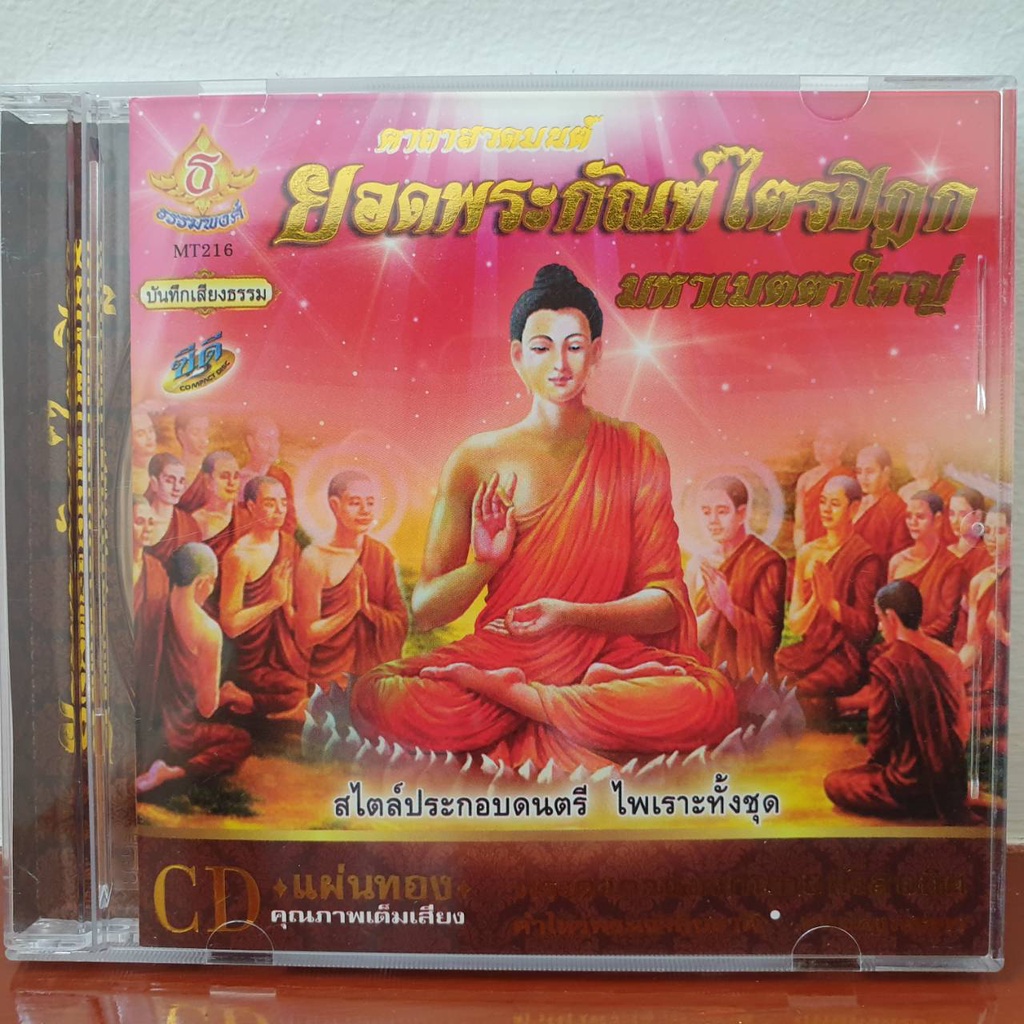 คาถาสวดมนต์
ยอดพระกัณฑ์ไตรปิฎก
มหาเมตตาใหญ่
ธ
ธรรมพงศ์
MT216
บันทึกเสียงธรรม
ซีดี
COMPACT DISC
สไตล์ประกอบดนตรี ไพเราะทั้งชุด
CD แผ่นทอง
คุณภาพเต็มเสียง